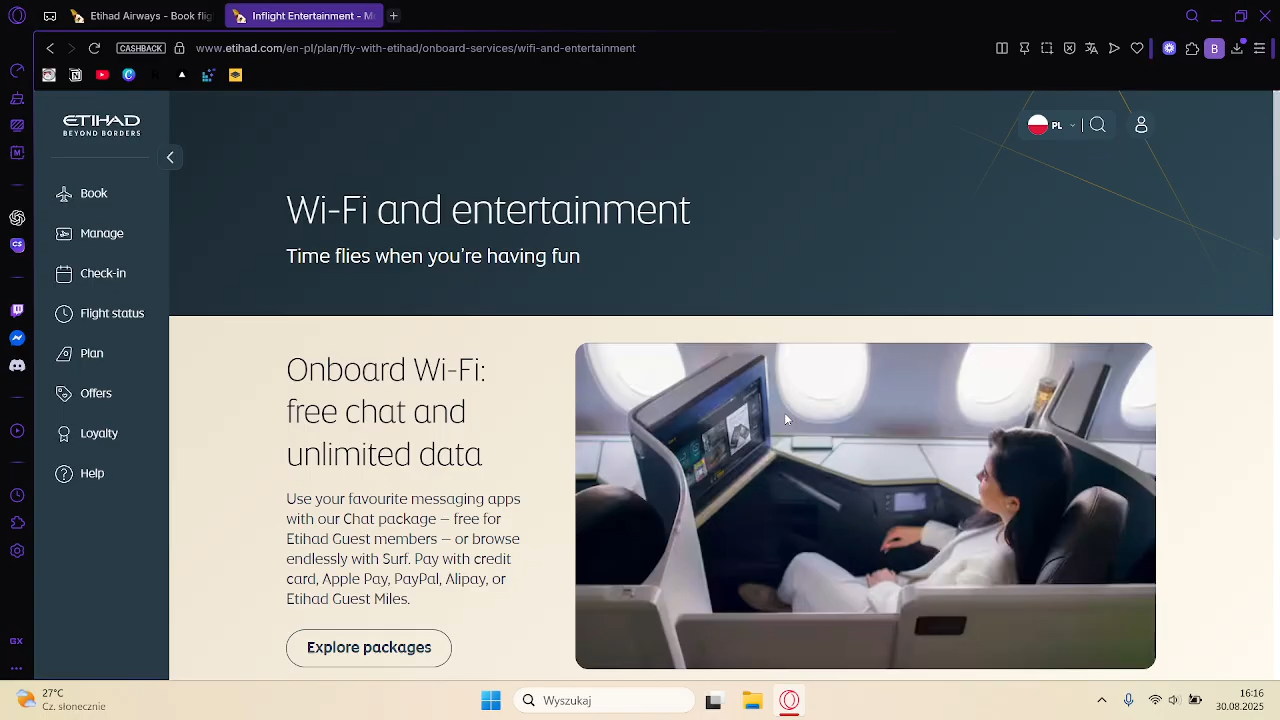 Etihad Airways - Book flig
Inflight Entertainment - Mo
CASHBACK
www.etihad.com/en-pl/plan/fly-with-etihad/onboard-services/wifi-and-entertainment
B
ETIHAD
BEYOND BORDERS
PL
Book
Manage
Check-in
Flight status
Plan
Offers
Loyalty
Help
Wi-Fi and entertainment
Time flies when you're having fun
Onboard Wi-Fi:
free chat and
unlimited data
Use your favourite messaging apps
with our Chat package – free for
Etihad Guest members – or browse
endlessly with Surf. Pay with credit
card, Apple Pay, PayPal, Alipay, or
Etihad Guest Miles.
Explore packages
CS
M
GX
27°C
Cz. słonecznie
Wyszukaj
16:16
30.08.2025